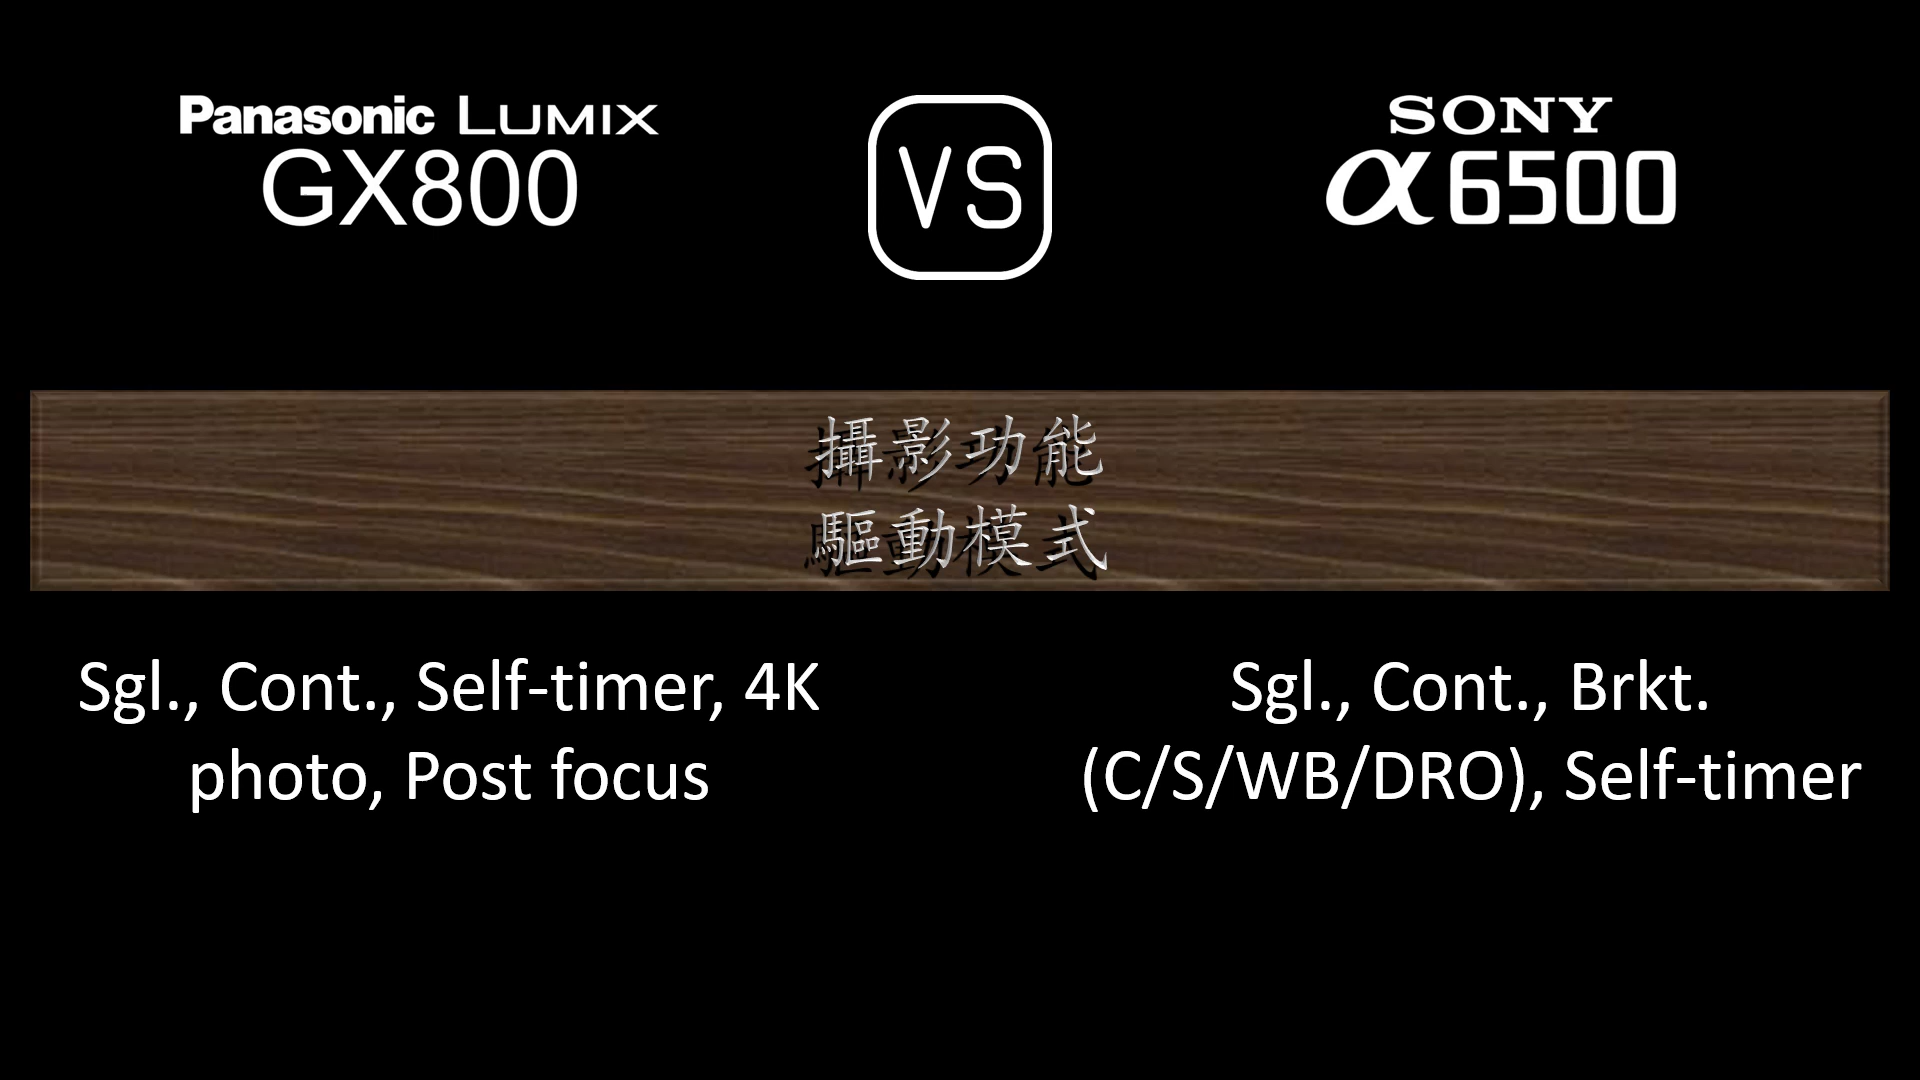 Panasonic LUMIX
GX800
VS
SONY
α6500
攝影功能
驅動模式
Sgl., Cont., Self-timer, 4K
photo, Post focus
Sgl., Cont., Brkt.
(C/S/WB/DRO), Self-timer